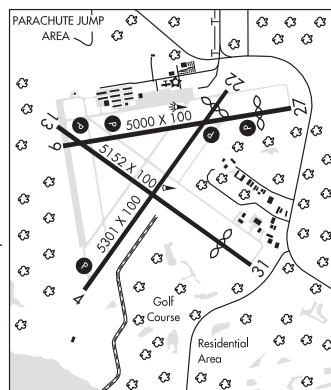 PARACHUTE JUMP
AREA
22
27
5000 X 100
P
P
P
P
13
9
5152 X 100
5301 X 100
P
4
31
Golf
Course
Residential
Area